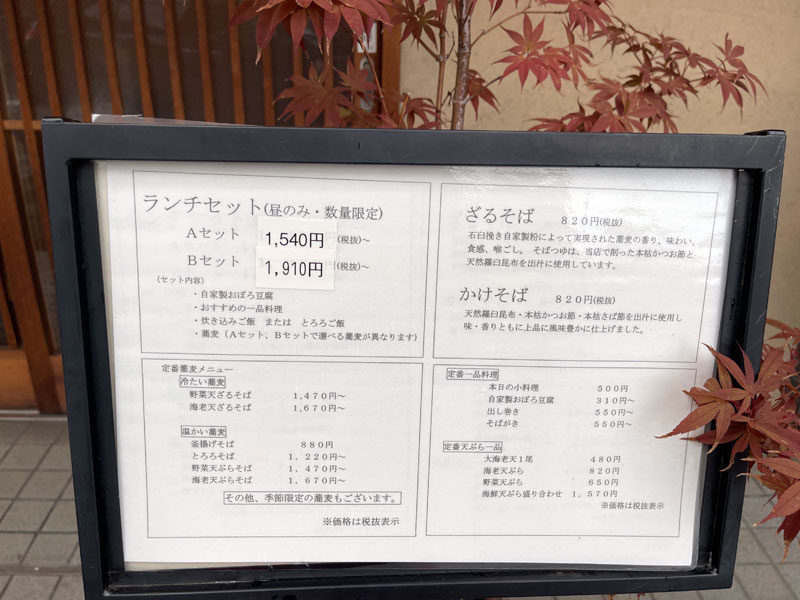 ランチセット(昼のみ・数量限定)
Aセット 1,540円(税抜)~
Bセット 1,910円(税抜)~
(セット内容)
・自家製おぼろ豆腐
・おすすめの一品料理
・炊き込みご飯 または とろろご飯
・蕎麦(Aセット、Bセットで選べる蕎麦が異なります)
ざるそば 820円(税抜)
石臼挽き自家製粉によって実現された蕎麦の香り、味わい、
食感、喉ごし。そばつゆは、当店で削った本枯かつお節と
天然羅臼昆布を出汁に使用しています。
かけそば 820円(税抜)
天然羅臼昆布・本枯かつお節・本枯さば節を出汁に使用し
味・香りともに上品に風味豊かに仕上げました。
定番蕎麦メニュー
冷たい蕎麦
野菜天ざるそば 1,470円~
海老天ざるそば 1,670円~
温かい蕎麦
釜揚げそば 880円
とろろそば 1,220円~
野菜天ぷらそば 1,470円~
海老天ぷらそば 1,670円~
その他、季節限定の蕎麦もございます。
※価格は税抜表示
定番一品料理
本日の小料理 500円
自家製おぼろ豆腐 310円~
出し巻き 550円~
そばがき 550円~
定番天ぷら一品
大海老天1尾 480円
海老天ぷら 820円
野菜天ぷら 650円
海鮮天ぷら盛り合わせ 1,570円
※価格は税抜表示